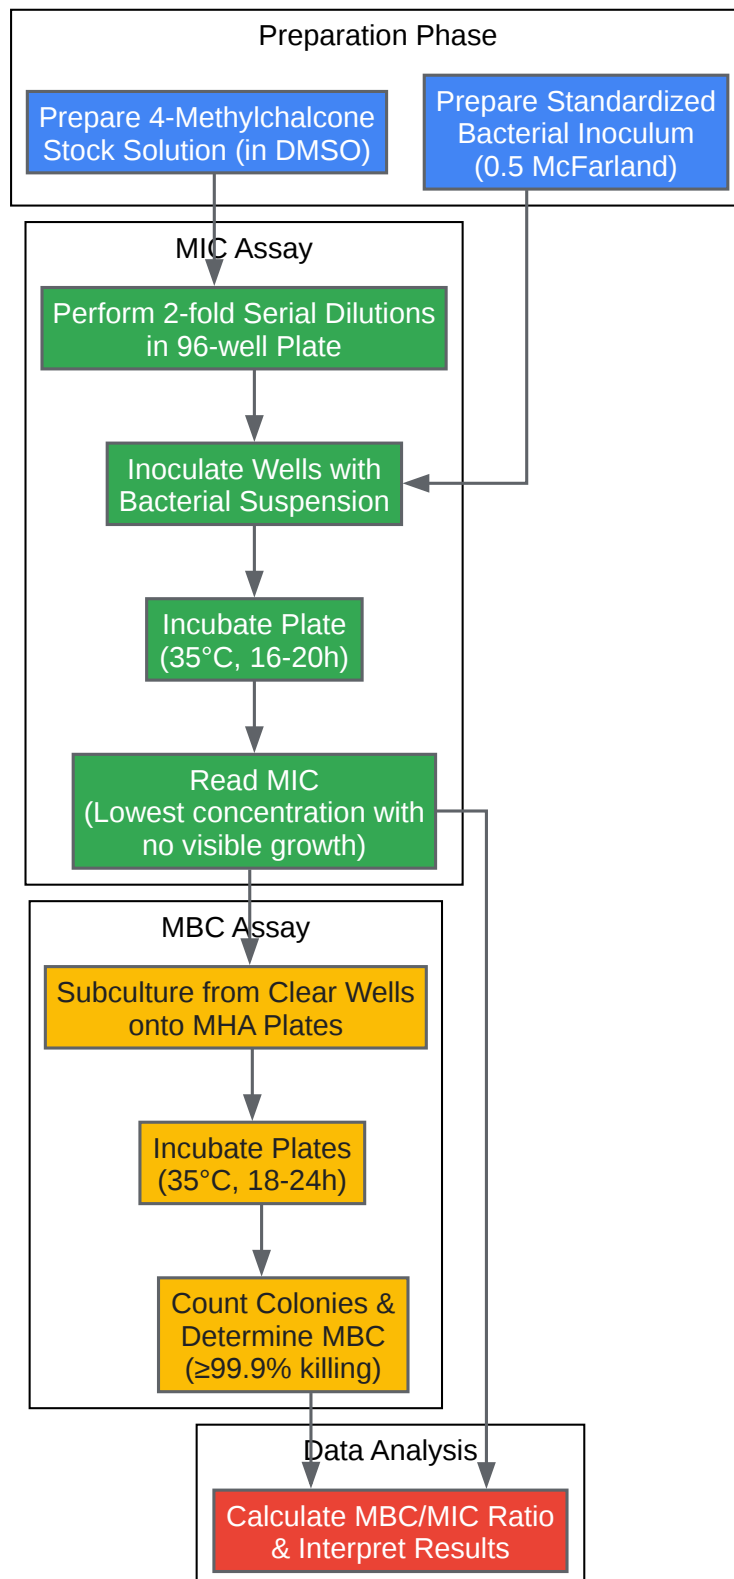 Preparation Phase
Prepare 4-Methylchalcone
Stock Solution (in DMSO)
Prepare Standardized
Bacterial Inoculum
(0.5 McFarland)
MIC Assay
Perform 2-fold Serial Dilutions
in 96-well Plate
Inoculate Wells with
Bacterial Suspension
Incubate Plate
(35°C, 16-20h)
Read MIC
(Lowest concentration with
no visible growth)
MBC Assay
Subculture from Clear Wells
onto MHA Plates
Incubate Plates
(35°C, 18-24h)
Count Colonies &
Determine MBC
(≥99.9% killing)
Data Analysis
Calculate MBC/MIC Ratio
& Interpret Results